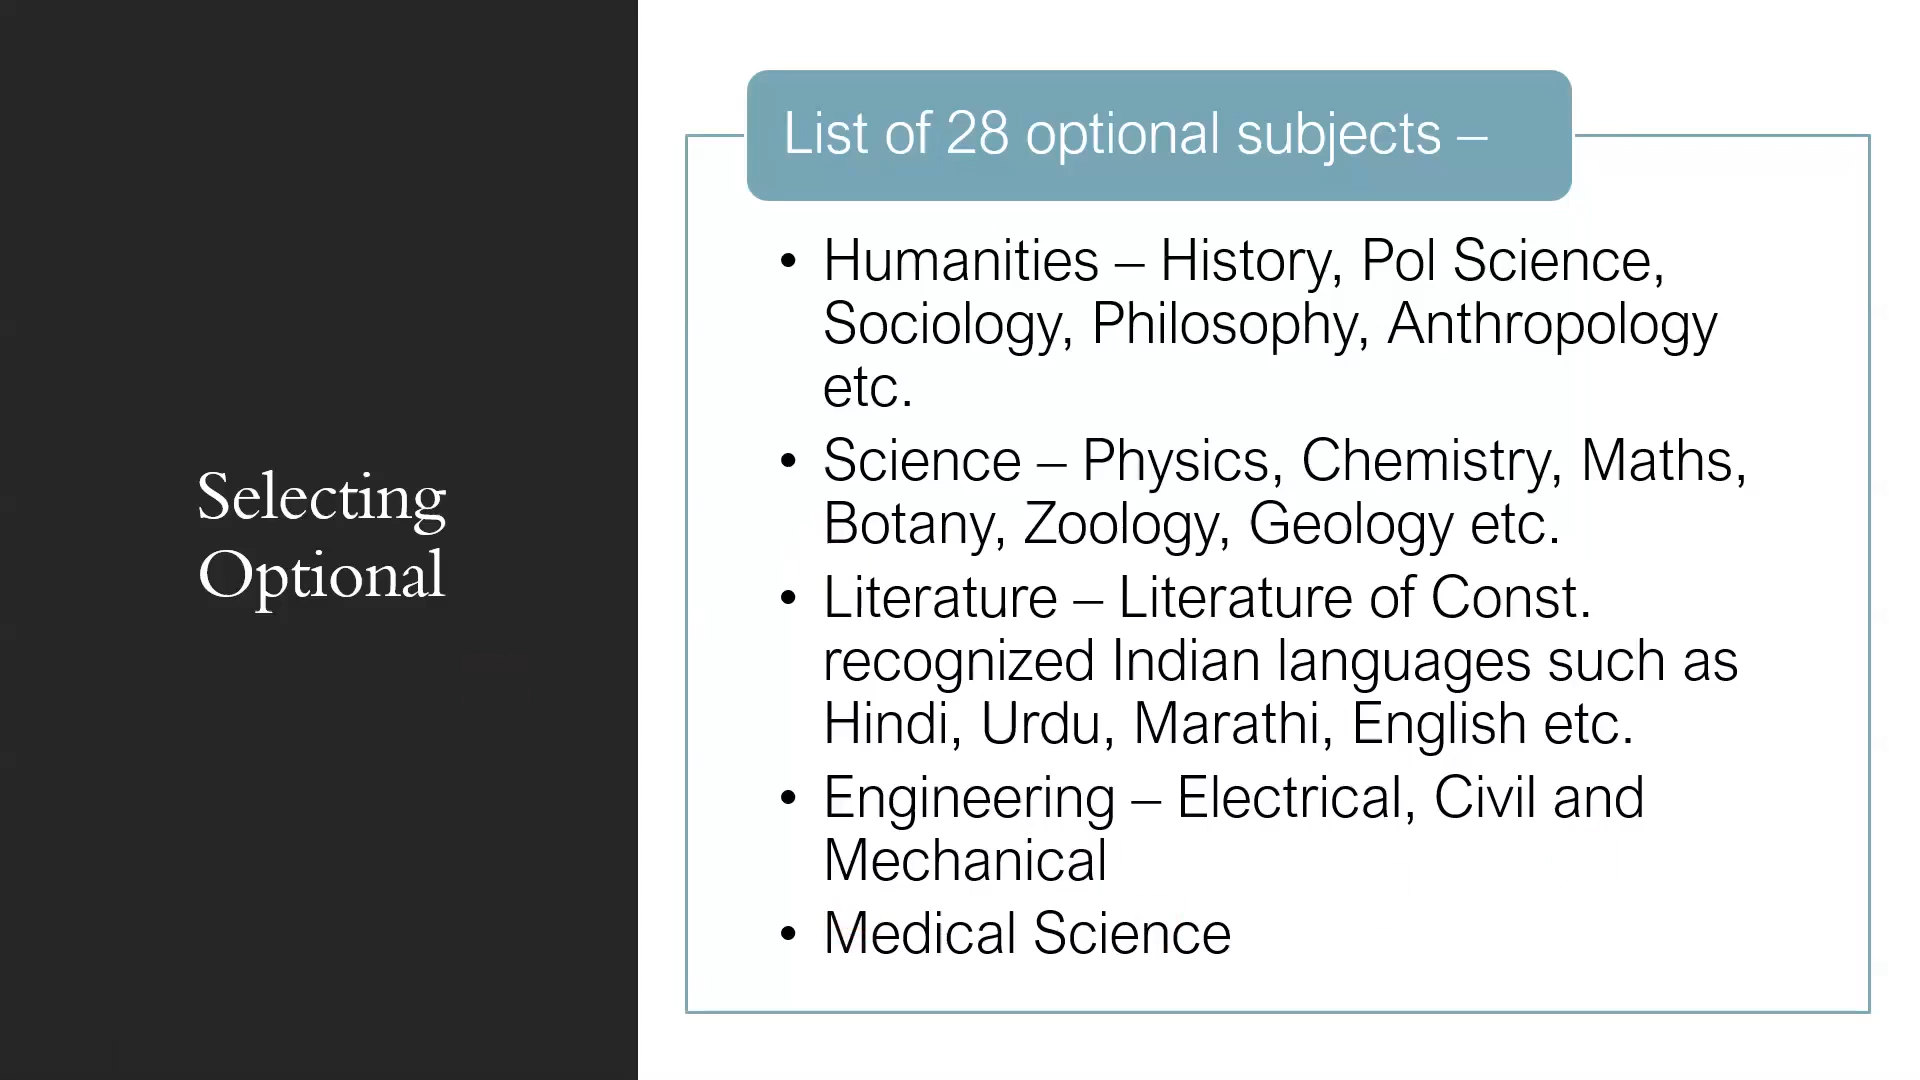 Selecting
Optional
List of 28 optional subjects –
• Humanities – History, Pol Science,
Sociology, Philosophy, Anthropology
etc.
• Science – Physics, Chemistry, Maths,
Botany, Zoology, Geology etc.
• Literature – Literature of Const.
recognized Indian languages such as
Hindi, Urdu, Marathi, English etc.
• Engineering – Electrical, Civil and
Mechanical
• Medical Science